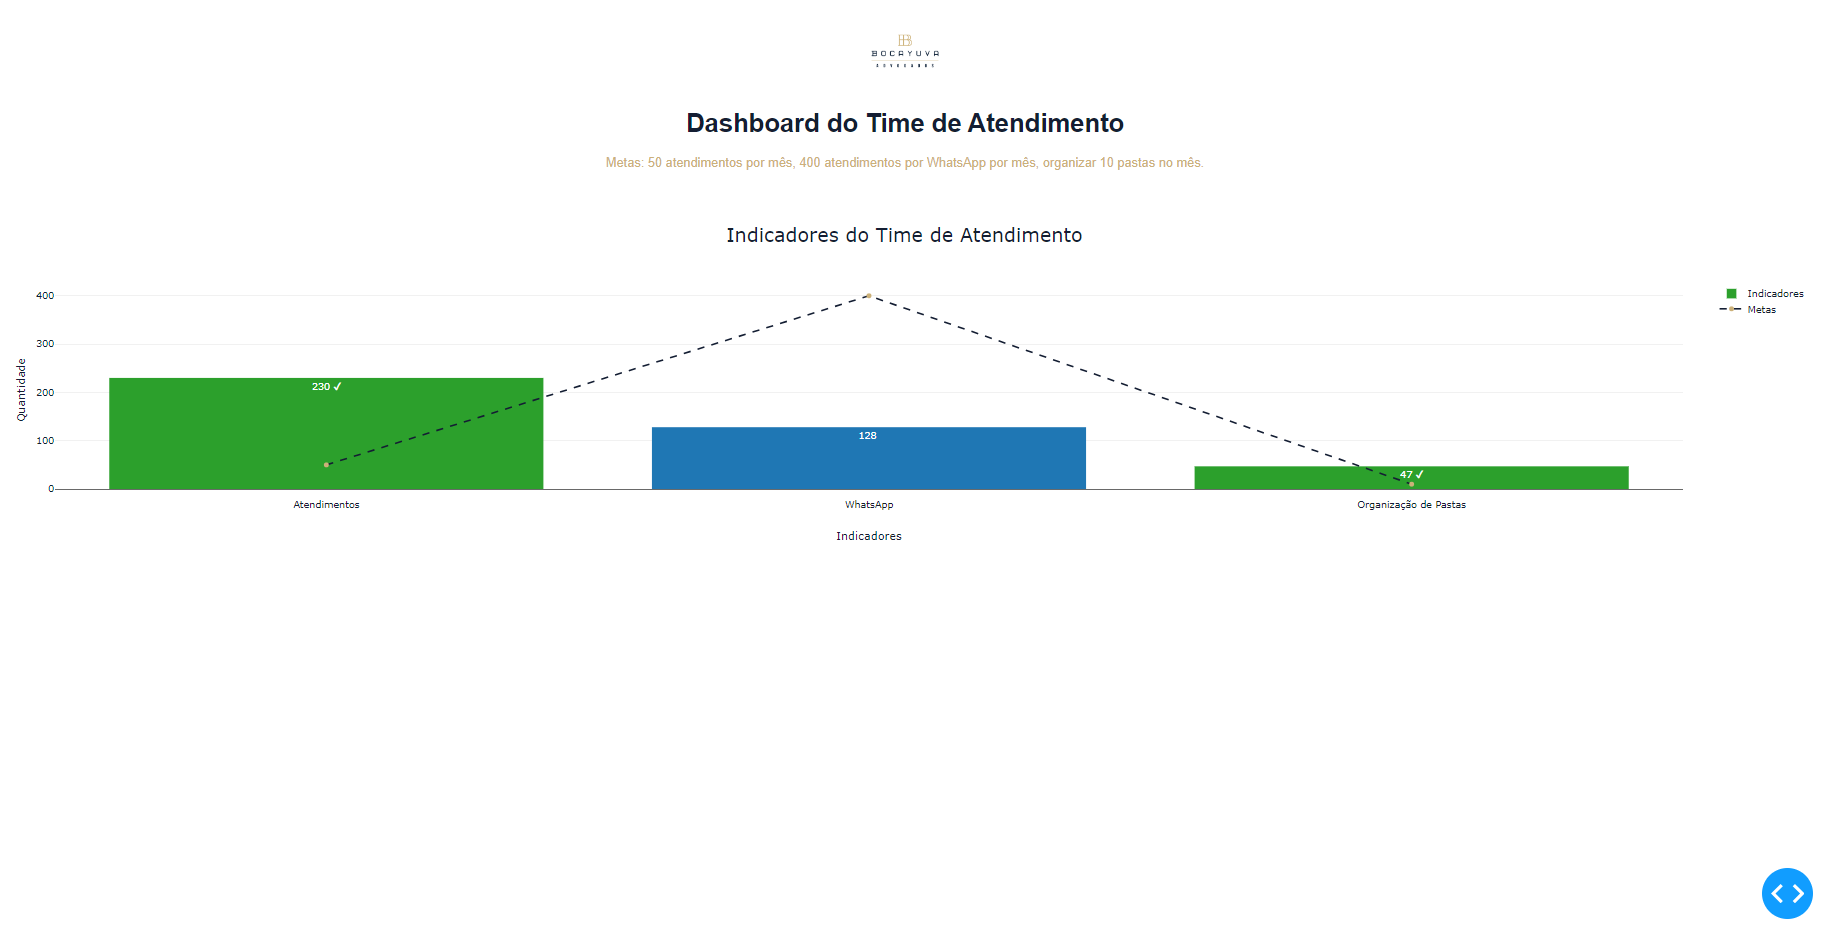 BOCAYUVA
ADVOGADOS
Dashboard do Time de Atendimento
Metas: 50 atendimentos por mês, 400 atendimentos por WhatsApp por mês, organizar 10 pastas no mês.
Indicadores do Time de Atendimento
Quantidade
400
300
200
100
0
230 ✓
128
47 ✓
Atendimentos
WhatsApp
Organização de Pastas
Indicadores
Indicadores
Metas